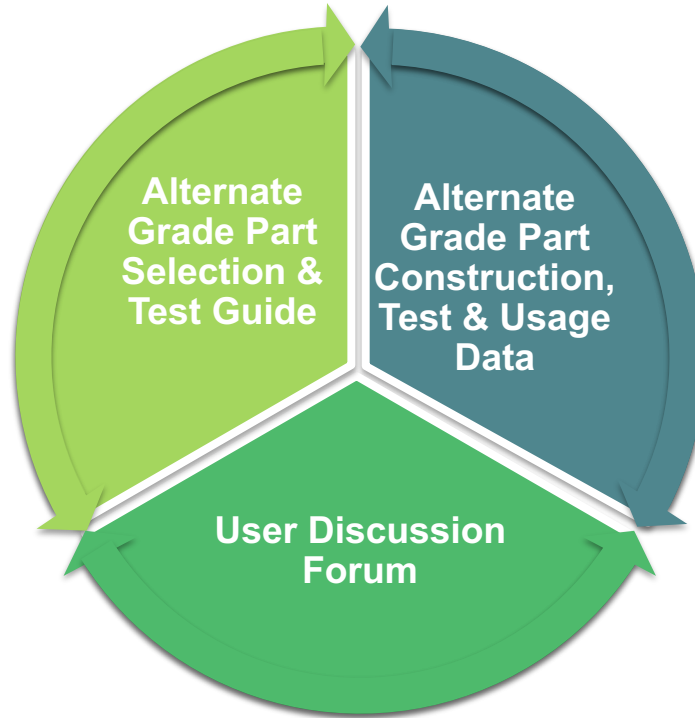 Alternate
Grade Part
Selection &
Test Guide
Alternate
Grade Part
Construction,
Test & Usage
Data
User Discussion
Forum